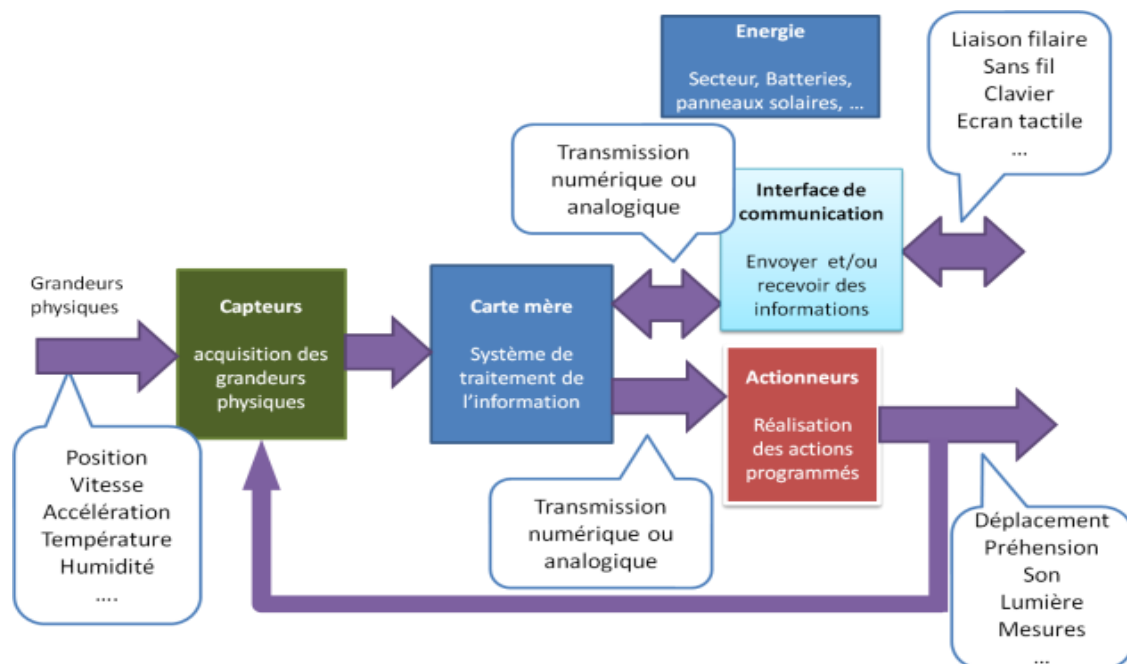 Energie
Secteur, Batteries,
panneaux solaires, ...
Liaison filaire
Sans fil
Clavier
Ecran tactile
...
Transmission
numérique ou
analogique
Interface de
communication
Envoyer et/ou
recevoir des
informations
Grandeurs
physiques
Capteurs
acquisition des
grandeurs
physiques
Carte mère
Système de
traitement de
l'information
Actionneurs
Réalisation
des actions
programmés
Position
Vitesse
Accélération
Température
Humidité
....
Transmission
numérique ou
analogique
Déplacement
Préhension
Son
Lumière
Mesures
...